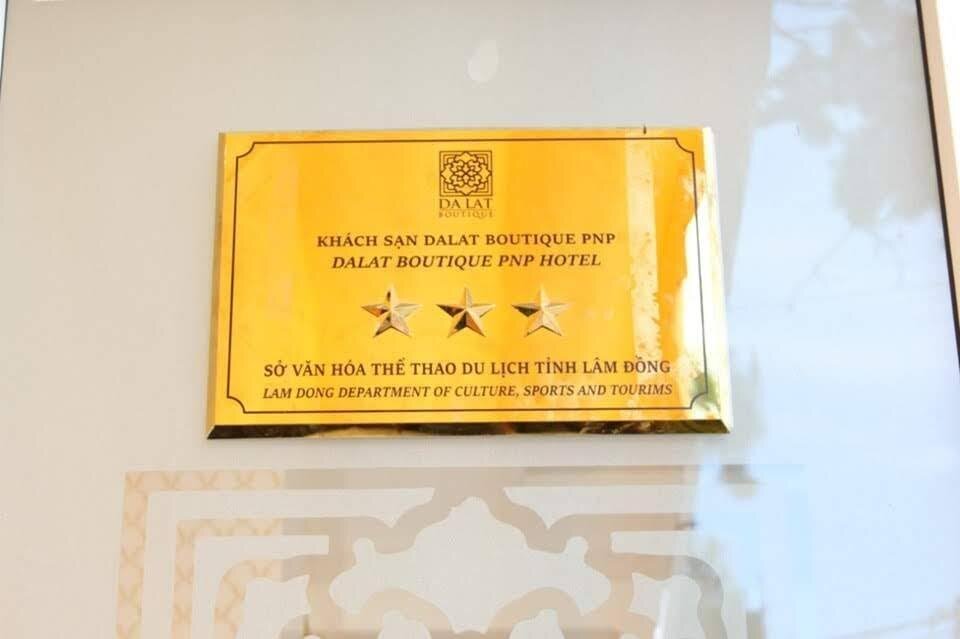 DA LAT
BOUTIQUE
KHÁCH SẠN DALAT BOUTIQUE PNP
DALAT BOUTIQUE PNP HOTEL
SỞ VĂN HÓA THỂ THAO DU LỊCH TỈNH LÂM ĐỒNG
LAM DONG DEPARTMENT OF CULTURE, SPORTS AND TOURIMS